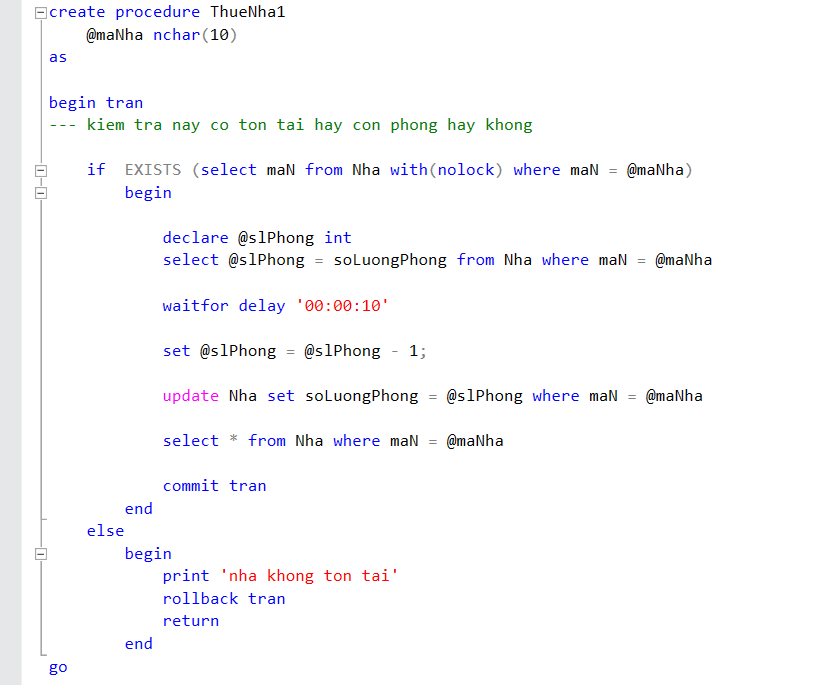 create procedure ThueNha1
@maNha nchar(10)
as
begin tran
--- kiem tra nay co ton tai hay con phong hay khong
if EXISTS (select maN from Nha with(nolock) where maN = @maNha)
begin
declare @slPhong int
select @slPhong = soLuongPhong from Nha where maN = @maNha
waitfor delay '00:00:10'
set @slPhong = @slPhong - 1;
update Nha set soLuongPhong = @slPhong where maN = @maNha
select * from Nha where maN = @maNha
commit tran
end
else
begin
print 'nha khong ton tai'
rollback tran
return
end
go